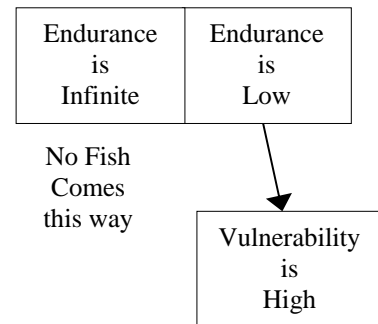 Endurance
is
Infinite
Endurance
is
Low
No Fish
Comes
this way
Vulnerability
is
High